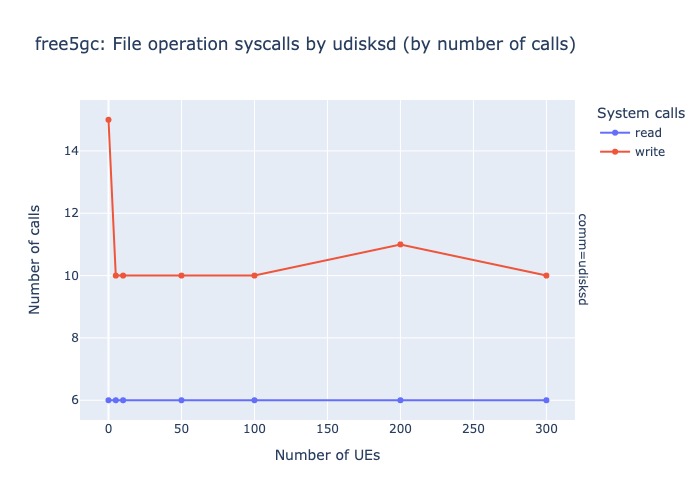 free5gc: File operation syscalls by udisksd (by number of calls)
System calls
read
write
Number of calls
14
12
10
8
6
comm=udisksd
0
50
100
150
200
250
300
Number of UEs